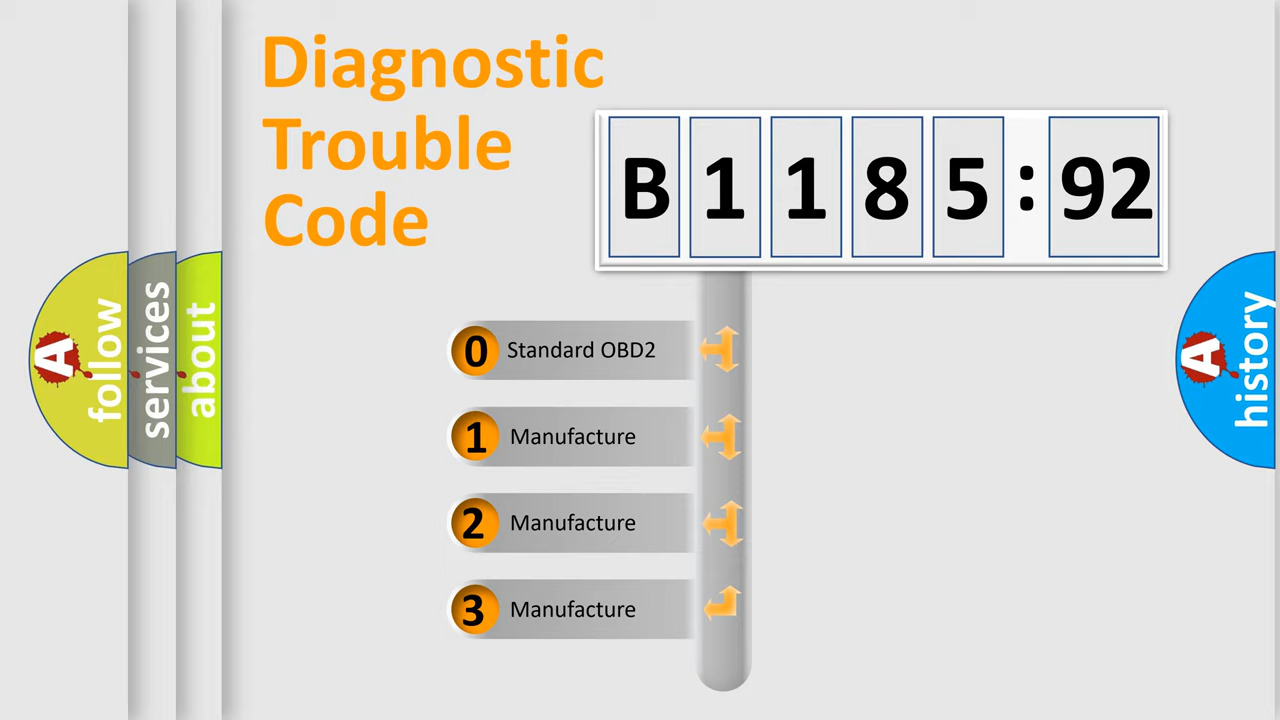 Diagnostic
Trouble
Code
B 1 1 8 5 : 92
0 Standard OBD2
1 Manufacture
2 Manufacture
3 Manufacture
A follow
services
about
A history